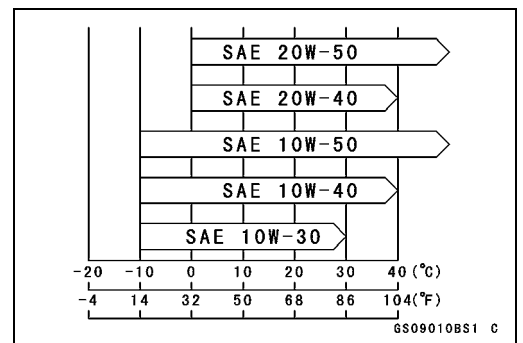 SAE 20W-50
SAE 20W-40
SAE 10W-50
SAE 10W-40
SAE 10W-30
-20 -10 0 10 20 30 40 (°C)
-4 14 32 50 68 86 104(°F)
GS09010BS1 C